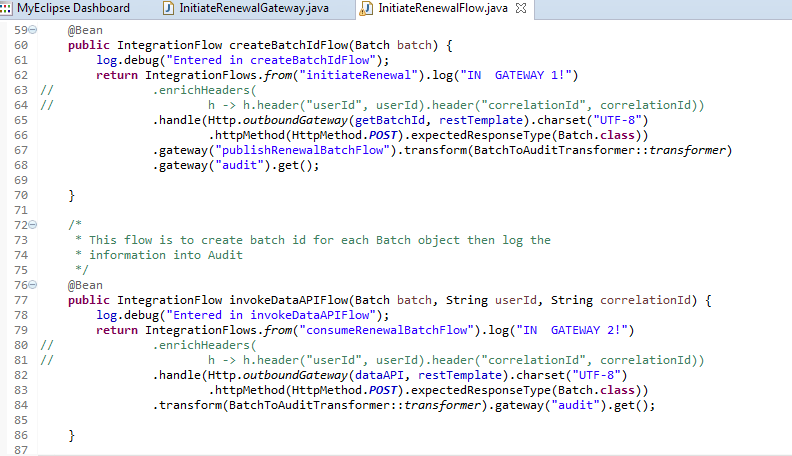 MyEclipse Dashboard InitiateRenewalGateway.java InitiateRenewalFlow.java
59 @Bean
60 public IntegrationFlow createBatchIdFlow(Batch batch) {
61 log.debug("Entered in createBatchIdFlow");
62 return IntegrationFlows.from("initiateRenewal").log("IN  GATEWAY 1!")
63 // .enrichHeaders(
64 // h -> h.header("userId", userId).header("correlationId", correlationId))
65 .handle(Http.outboundGateway(getBatchId, restTemplate).charset("UTF-8")
66 .httpMethod(HttpMethod.POST).expectedResponseType(Batch.class))
67 .gateway("publishRenewalBatchFlow").transform(BatchToAuditTransformer::transformer)
68 .gateway("audit").get();
69
70 }
71
72 /*
73 * This flow is to create batch id for each Batch object then log the
74 * information into Audit
75 */
76 @Bean
77 public IntegrationFlow invokeDataAPIFlow(Batch batch, String userId, String correlationId) {
78 log.debug("Entered in invokeDataAPIFlow");
79 return IntegrationFlows.from("consumeRenewalBatchFlow").log("IN  GATEWAY 2!")
80 // .enrichHeaders(
81 // h -> h.header("userId", userId).header("correlationId", correlationId))
82 .handle(Http.outboundGateway(dataAPI, restTemplate).charset("UTF-8")
83 .httpMethod(HttpMethod.POST).expectedResponseType(Batch.class))
84 .transform(BatchToAuditTransformer::transformer).gateway("audit").get();
85
86 }
87